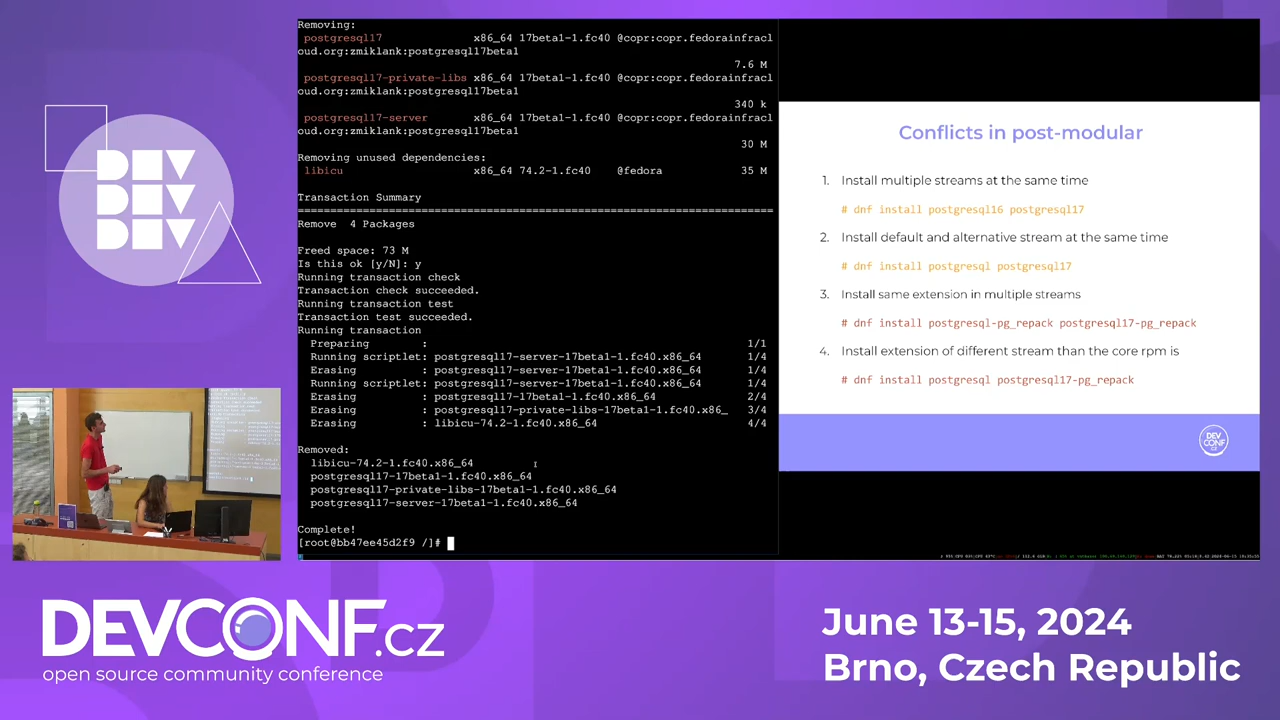 DEV
DEV
DEV
Removing:
postgresql17 x86_64 17beta1-1.fc40 @copr:copr.fedorainfracl
oud.org:zmiklank:postgresql17beta1
7.6 M
postgresql17-private-libs x86_64 17beta1-1.fc40 @copr:copr.fedorainfracl
oud.org:zmiklank:postgresql17beta1
340 k
postgresql17-server x86_64 17beta1-1.fc40 @copr:copr.fedorainfracl
oud.org:zmiklank:postgresql17beta1
30 M
Removing unused dependencies:
libicu x86_64 74.2-1.fc40 @fedora 35 M
Transaction Summary
================================================================================
Remove 4 Packages
Freed space: 73 M
Is this ok [y/N]: y
Running transaction check
Transaction check succeeded.
Running transaction test
Transaction test succeeded.
Running transaction
Preparing : 1/1
Running scriptlet: postgresql17-server-17beta1-1.fc40.x86_64 1/4
Erasing : postgresql17-server-17beta1-1.fc40.x86_64 1/4
Running scriptlet: postgresql17-server-17beta1-1.fc40.x86_64 1/4
Erasing : postgresql17-17beta1-1.fc40.x86_64 2/4
Erasing : postgresql17-private-libs-17beta1-1.fc40.x86_ 3/4
Erasing : libicu-74.2-1.fc40.x86_64 4/4
Removed:
libicu-74.2-1.fc40.x86_64
postgresql17-17beta1-1.fc40.x86_64
postgresql17-private-libs-17beta1-1.fc40.x86_64
postgresql17-server-17beta1-1.fc40.x86_64
Complete!
[root@bb47ee45d2f9 /]#
Conflicts in post-modular
1. Install multiple streams at the same time
# dnf install postgresql16 postgresql17
2. Install default and alternative stream at the same time
# dnf install postgresql postgresql17
3. Install same extension in multiple streams
# dnf install postgresql-pg_repack postgresql17-pg_repack
4. Install extension of different stream than the core rpm is
# dnf install postgresql postgresql17-pg_repack
DEV
CONF
.CZ
DEVCONF.cz
open source community conference
June 13-15, 2024
Brno, Czech Republic